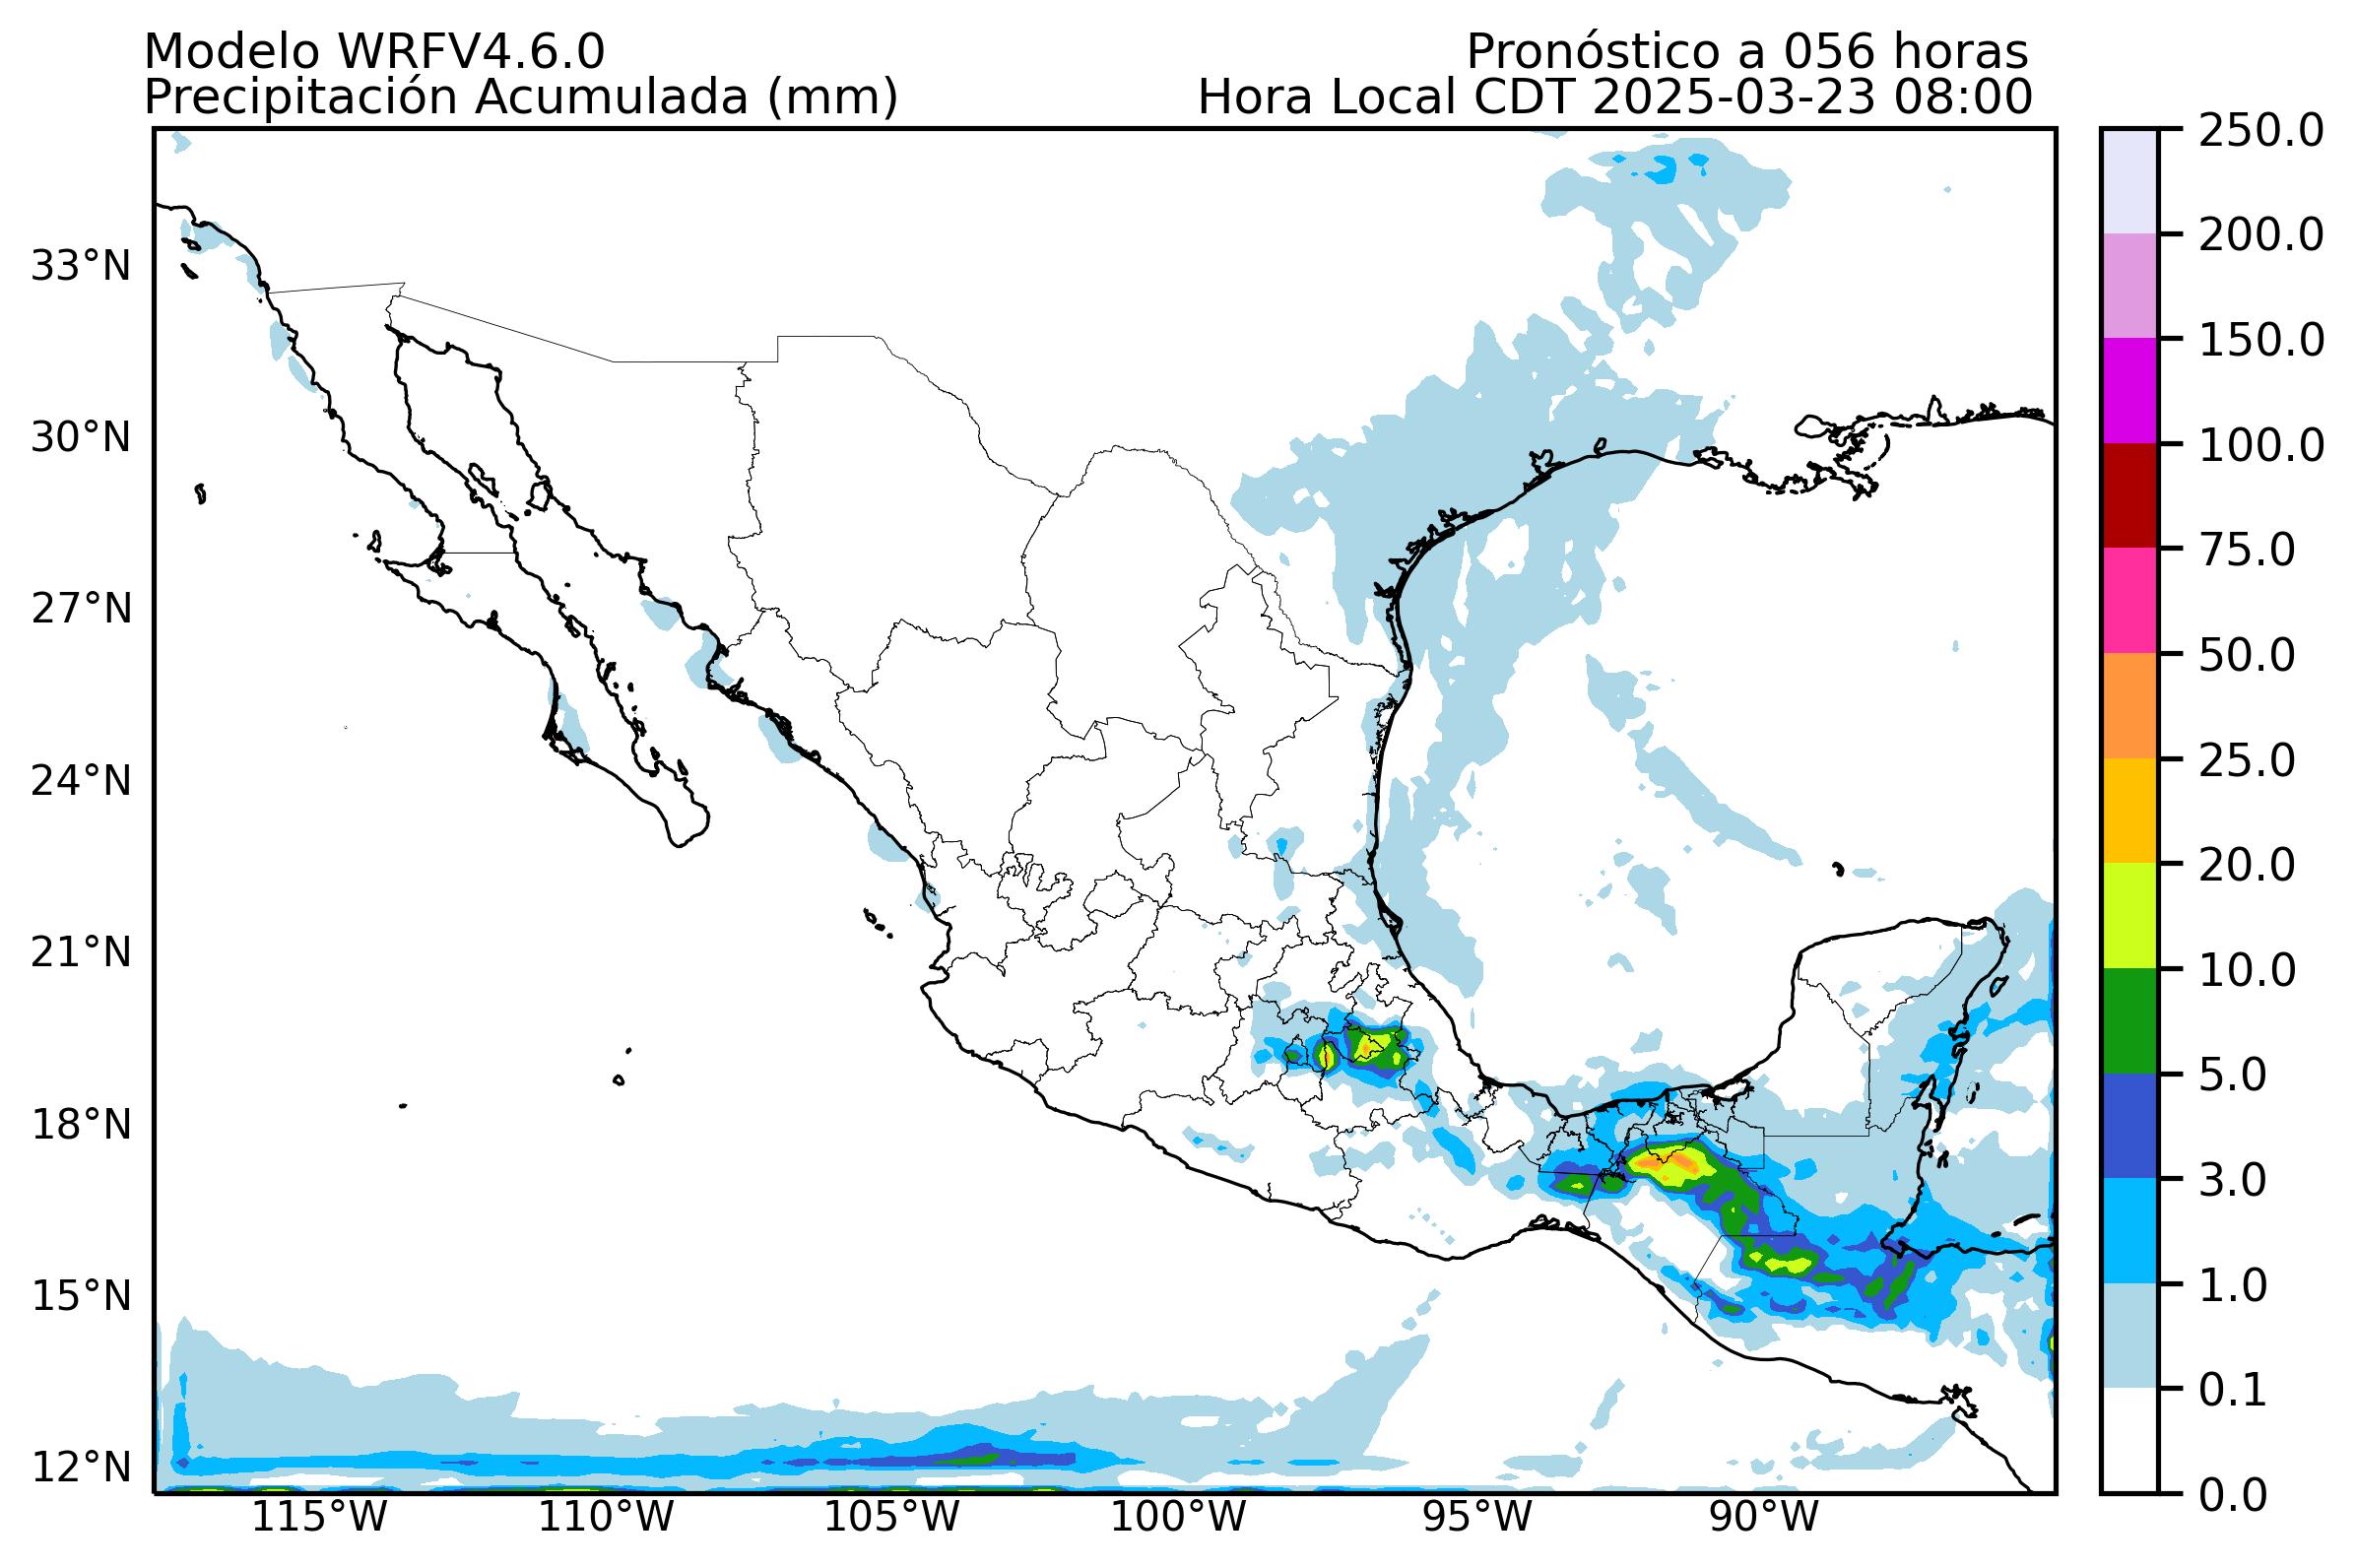 Modelo WRFV4.6.0
Pronóstico a 056 horas
Precipitación Acumulada (mm)
Hora Local CDT 2025-03-23 08:00
33°N
30°N
27°N
24°N
21°N
18°N
15°N
12°N
115°W
110°W
105°W
100°W
95°W
90°W
250.0
200.0
150.0
100.0
75.0
50.0
25.0
20.0
10.0
5.0
3.0
1.0
0.1
0.0